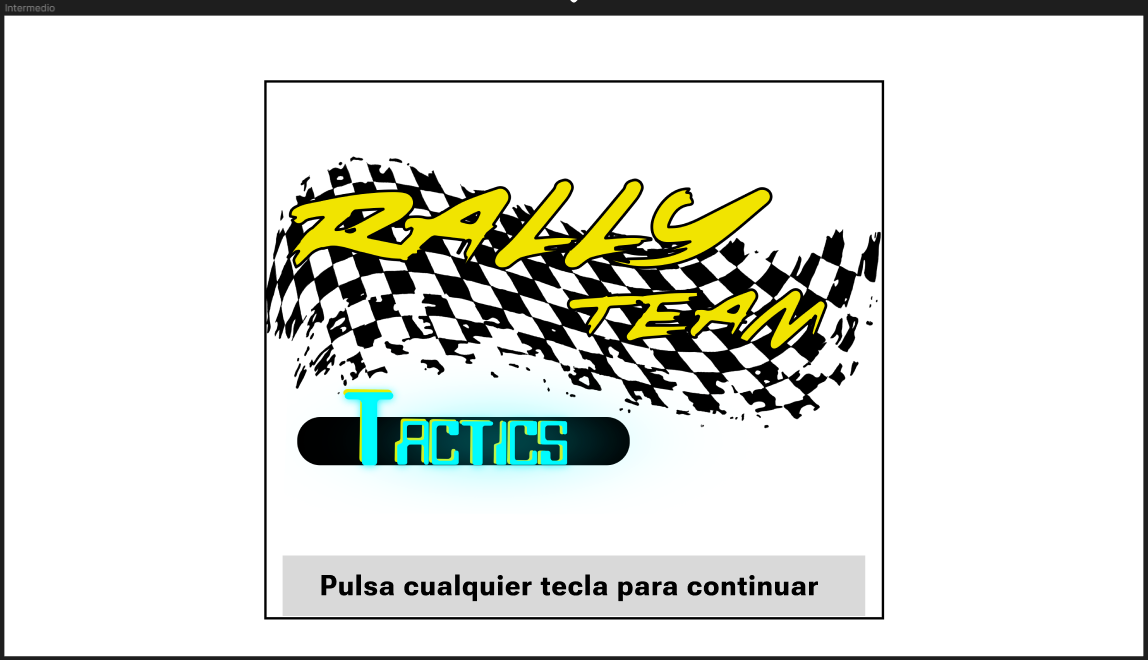 Intermedio
RALLY
TEAM
TACTICS
Pulsa cualquier tecla para continuar